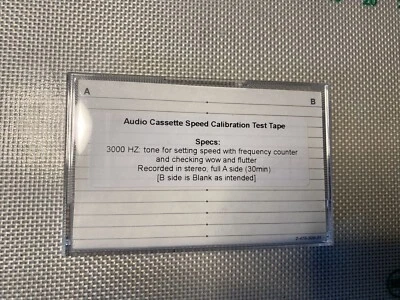 A B
Audio Cassette Speed Calibration Test Tape
Specs:
3000 HZ: tone for setting speed with frequency counter
and checking wow and flutter
Recorded in stereo, full A side (30min)
[B side is Blank as intended]